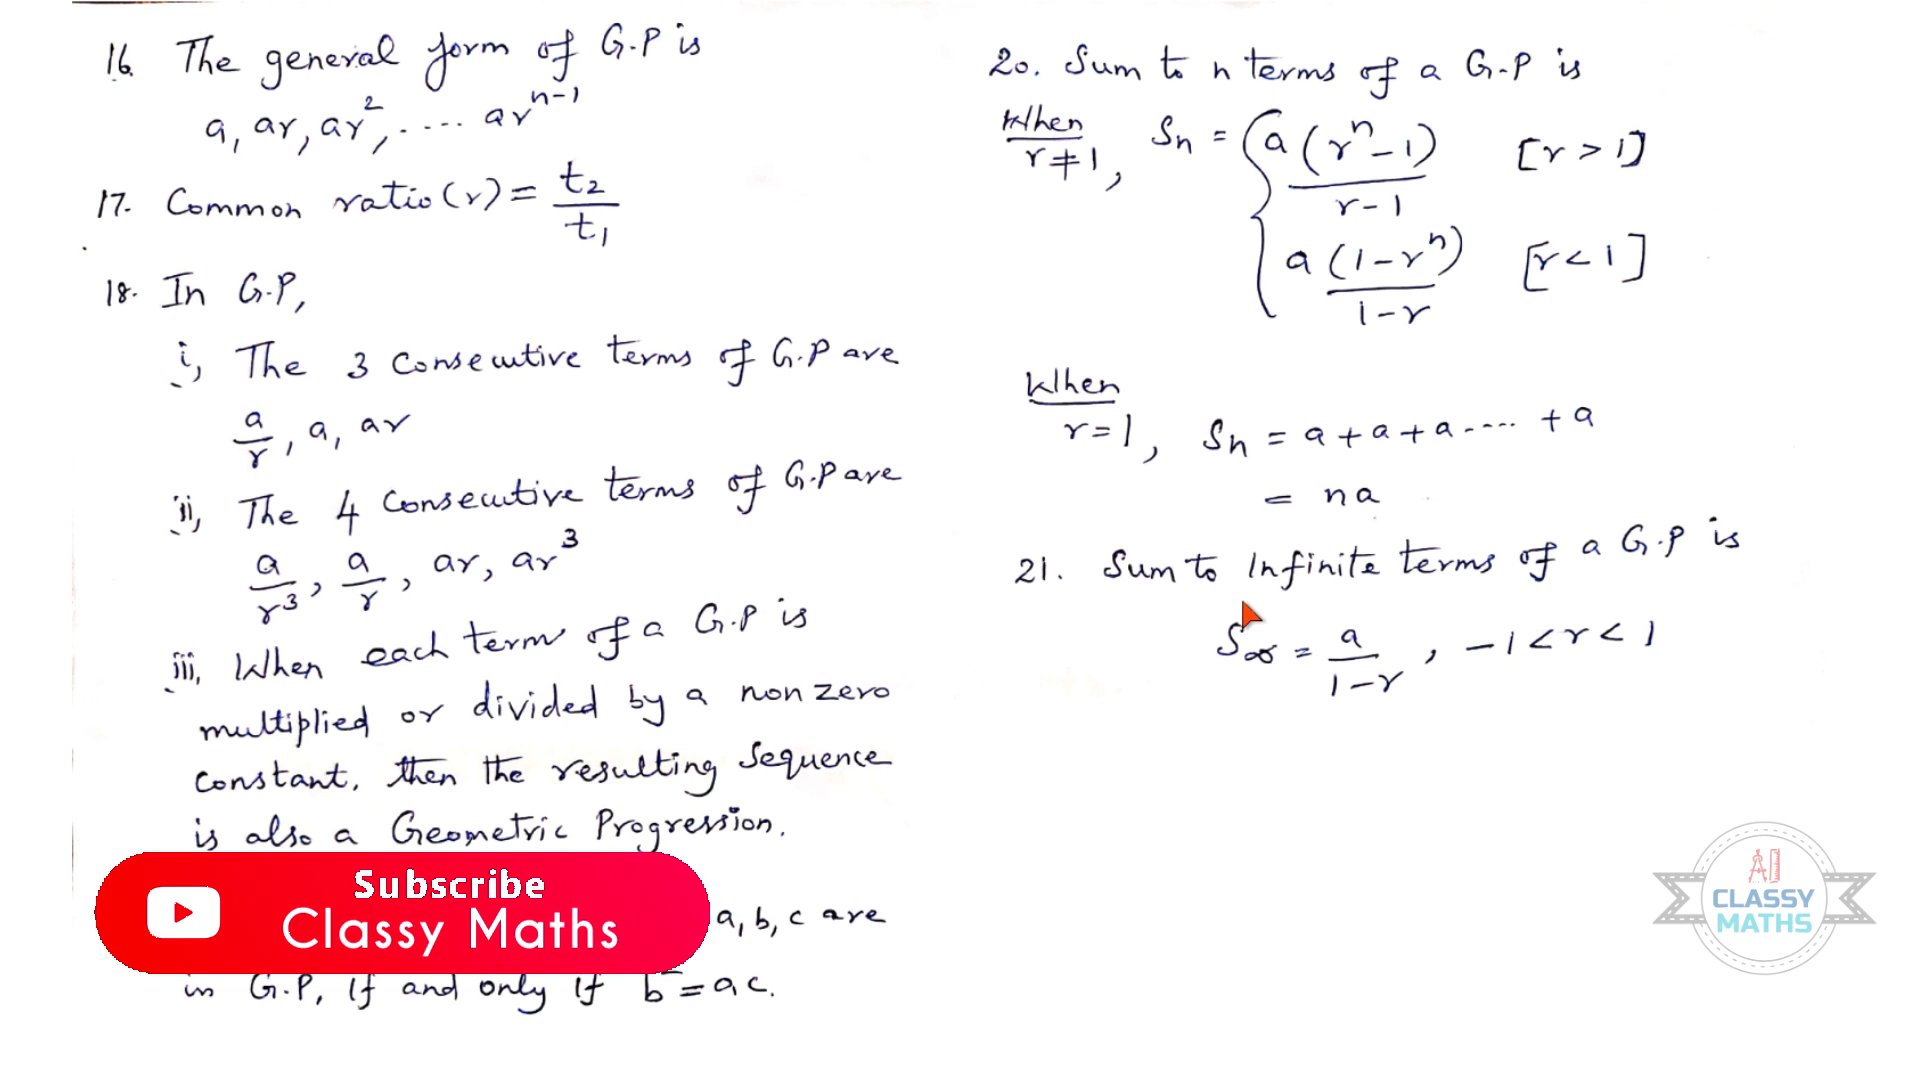 16. The general form of G.P is
a, ar, ar², ..... arⁿ⁻¹
17. Common ratio (r) = t₂/t₁
18. In G.P,
i, The 3 Consecutive terms of G.P are
a/r, a, ar
ii, The 4 Consecutive terms of G.P are
a/r³, a/r, ar, ar³
iii, When each term of a G.P is
multiplied or divided by a non zero
constant, then the resulting Sequence
is also a Geometric Progression.
a, b, c are
in G.P, If and only If b = ac.
20. Sum to n terms of a G.P is
When r ≠ 1, Sₙ = { a(rⁿ-1)/r-1 [r > 1]
a(1-rⁿ)/1-r [r < 1]
When r = 1, Sₙ = a + a + a ..... + a
= na
21. Sum to Infinite terms of a G.P is
S∞ = a/1-r, -1 < r < 1
Subscribe
Classy Maths
CLASSY
MATHS